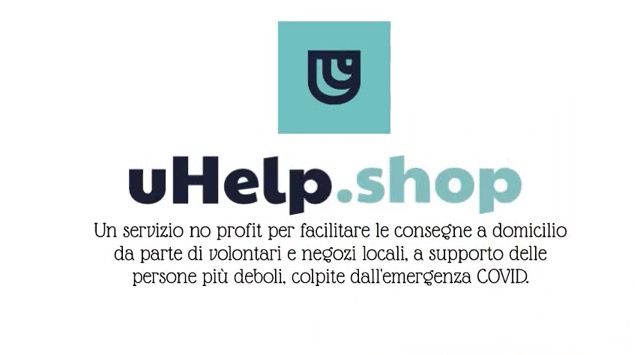 uHelp.shop
Un servizio no profit per facilitare le consegne a domicilio
da parte di volontari e negozi locali, a supporto delle
persone più deboli, colpite dall'emergenza COVID.